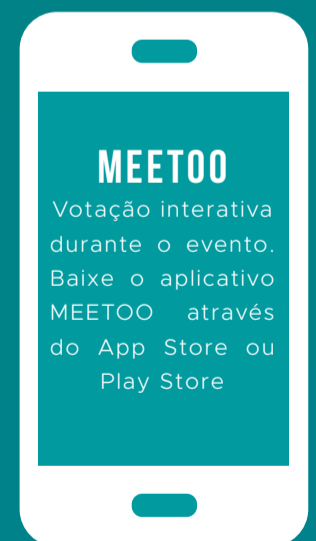 MEETOO
Votação interativa
durante o evento.
Baixe o aplicativo
MEETOO através
do App Store ou
Play Store